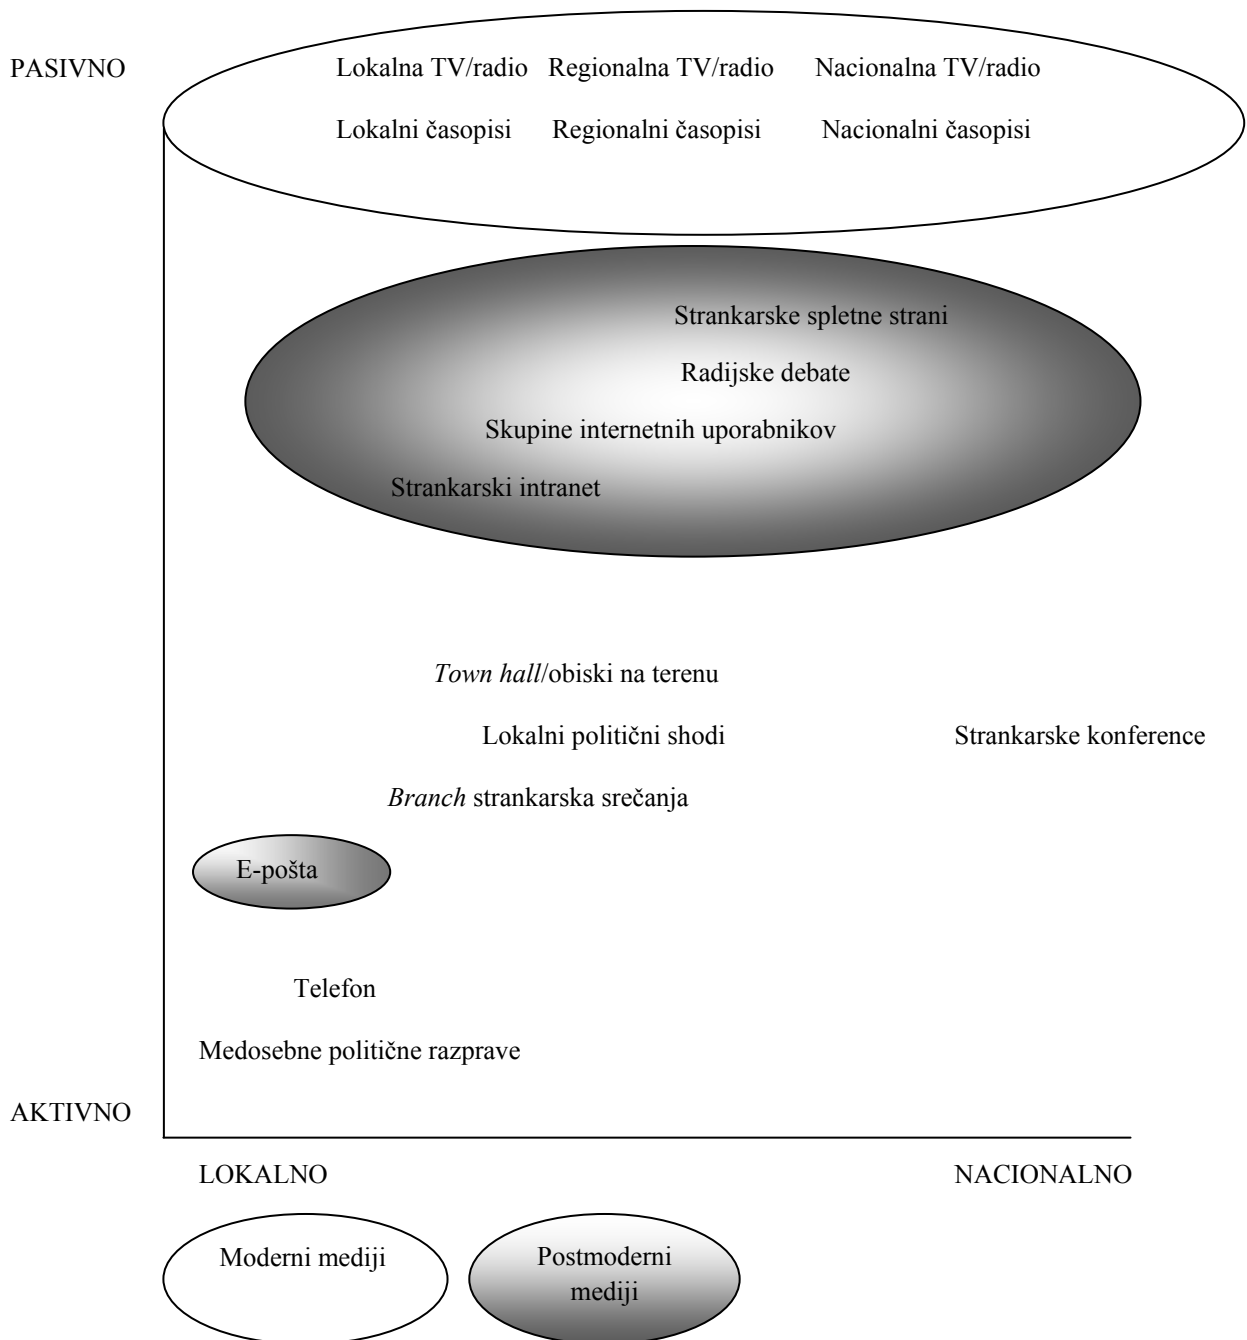 PASIVNO
Lokalna TV/radio Regionalna TV/radio Nacionalna TV/radio
Lokalni časopisi Regionalni časopisi Nacionalni časopisi
Strankarske spletne strani
Radijske debate
Skupine internetnih uporabnikov
Strankarski intranet
Town hall/obiski na terenu
Lokalni politični shodi Strankarske konference
Branch strankarska srečanja
E-pošta
Telefon
Medosebne politične razprave
AKTIVNO
LOKALNO NACIONALNO
Moderni mediji
Postmoderni
mediji